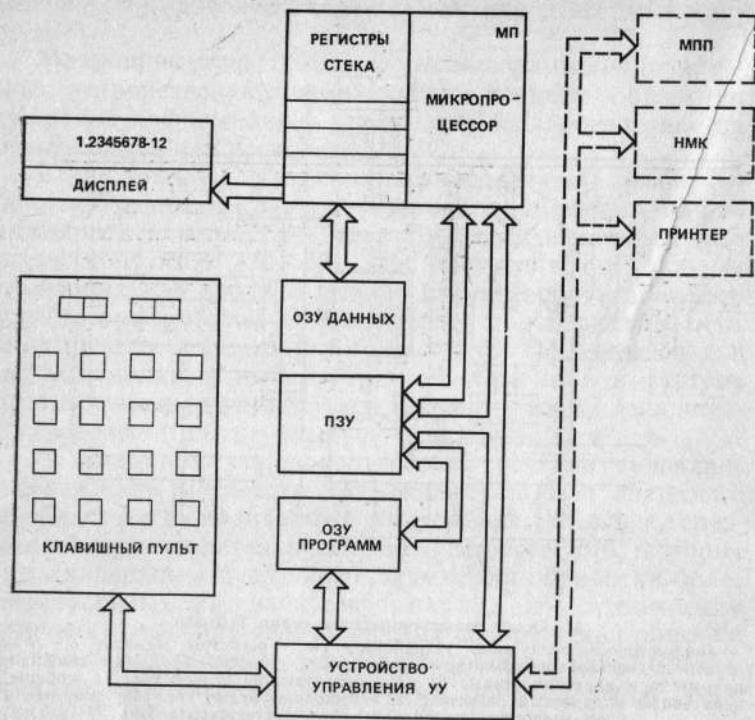 РЕГИСТРЫ
СТЕКА
МП
МИКРОПРО-
ЦЕССОР
МПП
НМК
ПРИНТЕР
1.2345678-12
ДИСПЛЕЙ
ОЗУ ДАННЫХ
ПЗУ
ОЗУ
ПРОГРАММ
КЛАВИШНЫЙ ПУЛЬТ
УСТРОЙСТВО
УПРАВЛЕНИЯ УУ